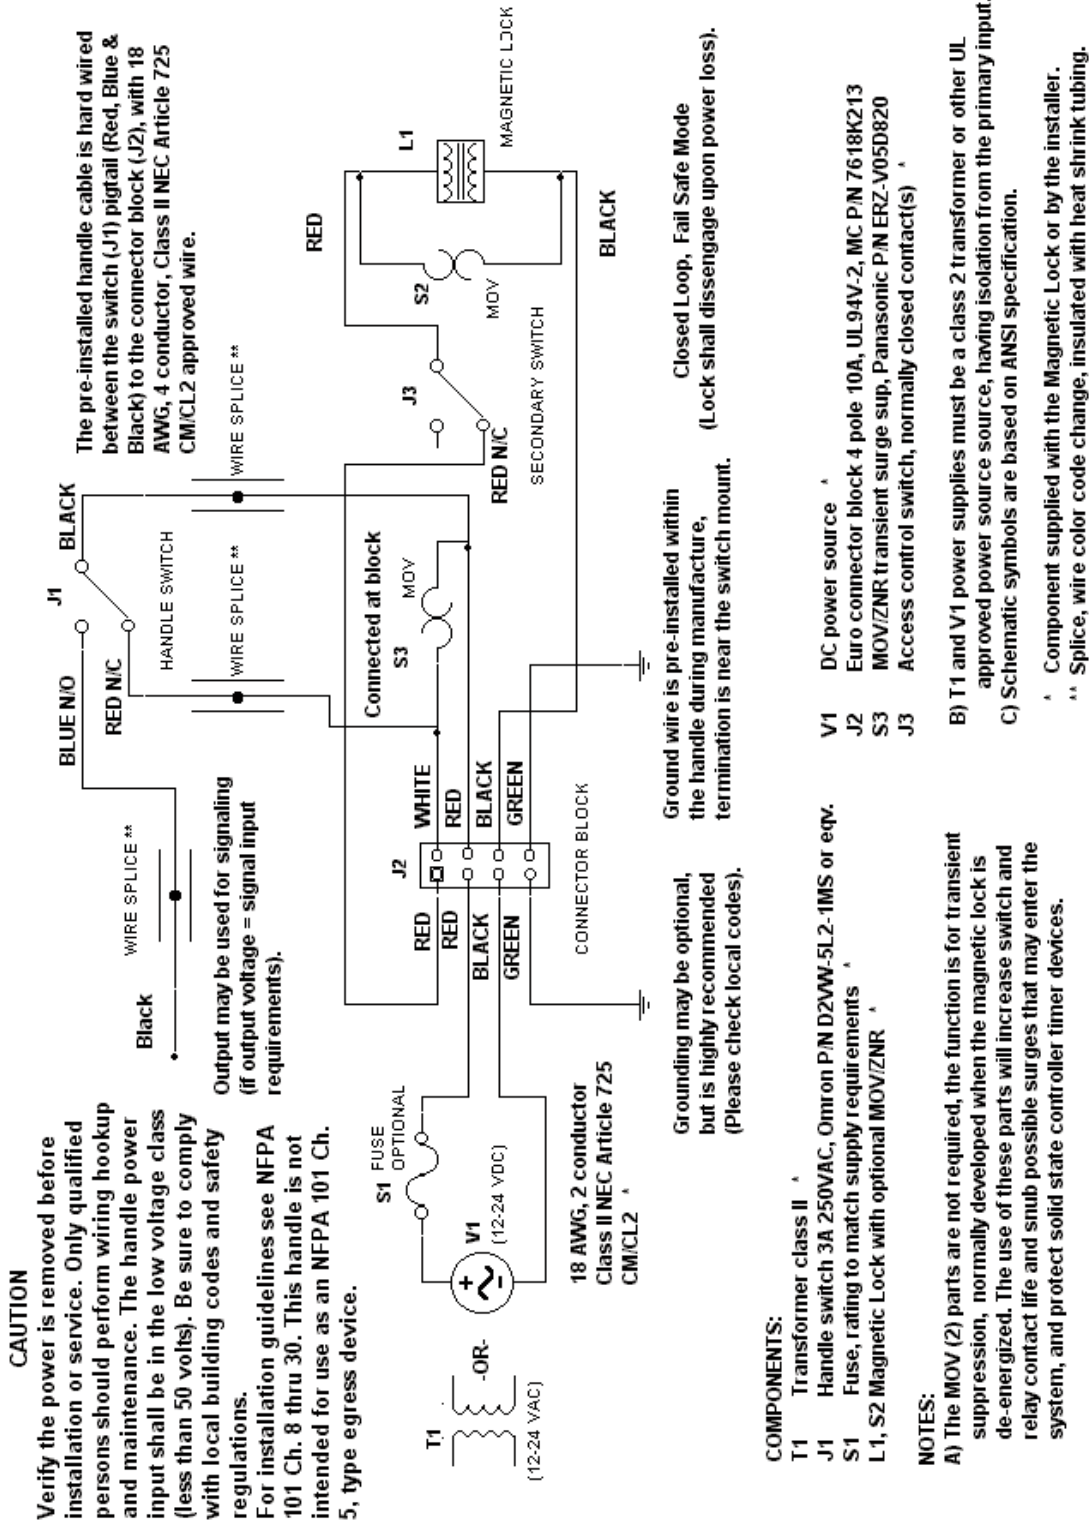 CAUTION
Verify the power is removed before
installation or service. Only qualified
persons should perform wiring hookup
and maintenance. The handle power
input shall be in the low voltage class
(less than 50 volts). Be sure to comply
with local building codes and safety
regulations.
For installation guidelines see NFPA
101 Ch. 8 thru 30. This handle is not
intended for use as an NFPA 101 Ch.
5, type egress device.
Black
WIRE SPLICE **
Output may be used for signaling
(if output voltage = signal input
requirements).
BLUE N/O
RED N/C
J1
BLACK
HANDLE SWITCH
WIRE SPLICE **
WIRE SPLICE **
The pre-installed handle cable is hard wired
between the switch (J1) pigtail (Red, Blue &
Black) to the connector block (J2), with 18
AWG, 4 conductor, Class II NEC Article 725
CM/CL2 approved wire.
Connected at block
S3
MOV
T1
(12-24 VAC)
-OR-
V1
(12-24 VDC)
+
-
S1
FUSE
OPTIONAL
18 AWG, 2 conductor
Class II NEC Article 725
CM/CL2 *
RED
RED
BLACK
GREEN
J2
WHITE
RED
BLACK
GREEN
CONNECTOR BLOCK
J3
RED N/C
SECONDARY SWITCH
RED
S2
MOV
L1
MAGNETIC LOCK
BLACK
Grounding may be optional,
but is highly recommended
(Please check local codes).
Ground wire is pre-installed within
the handle during manufacture,
termination is near the switch mount.
Closed Loop, Fail Safe Mode
(Lock shall dissengage upon power loss).
COMPONENTS:
T1 Transformer class II *
J1 Handle switch 3A 250VAC, Omron P/N D2VW-5L2-1MS or eqv.
S1 Fuse, rating to match supply requirements *
L1, S2 Magnetic Lock with optional MOV/ZNR *
V1 DC power source *
J2 Euro connector block 4 pole 10A, UL94V-2, MC P/N 7618K213
S3 MOV/ZNR transient surge sup, Panasonic P/N ERZ-V05D820
J3 Access control switch, normally closed contact(s) *
NOTES:
A) The MOV (2) parts are not required, the function is for transient
suppression, normally developed when the magnetic lock is
de-energized. The use of these parts will increase switch and
relay contact life and snub possible surges that may enter the
system, and protect solid state controller timer devices.
B) T1 and V1 power supplies must be a class 2 transformer or other UL
approved power source source, having isolation from the primary input.
C) Schematic symbols are based on ANSI specification.
* Component supplied with the Magnetic Lock or by the installer.
** Splice, wire color code change, insulated with heat shrink tubing.